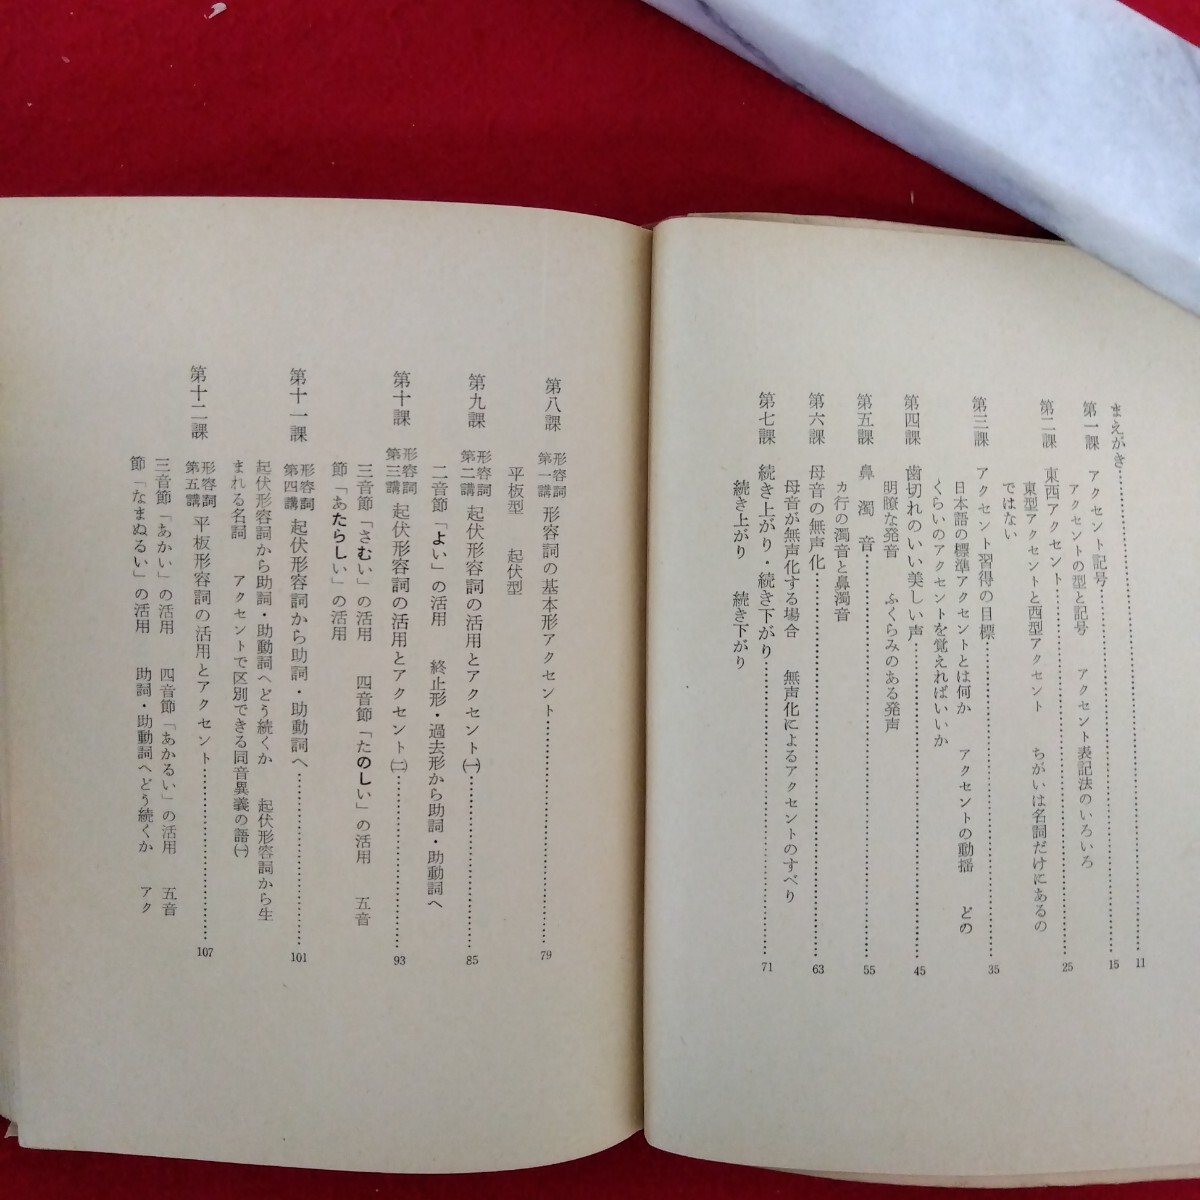 まえがき……11
第一課 アクセント記号……15
アクセントの型と記号 アクセント表記法のいろいろ
第二課 東西アクセント……25
東型アクセントと西型アクセント ちがいは名詞だけにあるの
ではない
第三課 アクセント習得の目標……35
日本語の標準アクセントとは何か アクセントの動揺 どの
くらいのアクセントを覚えればいいか
第四課 歯切れのいい美しい声……45
明瞭な発音 ふくらみのある発声
第五課 鼻濁音……55
カ行の濁音と鼻濁音
第六課 母音の無声化……63
母音が無声化する場合 無声化によるアクセントのすべり
第七課 続き上がり・続き下がり……71
続き上がり 続き下がり
第八課 形容詞第一講 形容詞の基本形アクセント……79
平板型 起伏型
第九課 形容詞第二講 起伏形容詞の活用とアクセント㈠……85
二音節「よい」の活用 終止形・過去形から助詞・助動詞へ
第十課 形容詞第三講 起伏形容詞の活用とアクセント㈡……93
三音節「さむい」の活用 四音節「たのしい」の活用 五音
節「あたらしい」の活用
第十一課 形容詞第四講 起伏形容詞から助詞・助動詞へ……101
起伏形容詞から助詞・助動詞へどう続くか 起伏形容詞から生
まれる名詞 アクセントで区別できる同音異義の語㈠
第十二課 形容詞第五講 平板形容詞の活用とアクセント……107
三音節「あかい」の活用 四音節「あかるい」の活用 五音
節「なまぬるい」の活用 助詞・助動詞へどう続くか アク